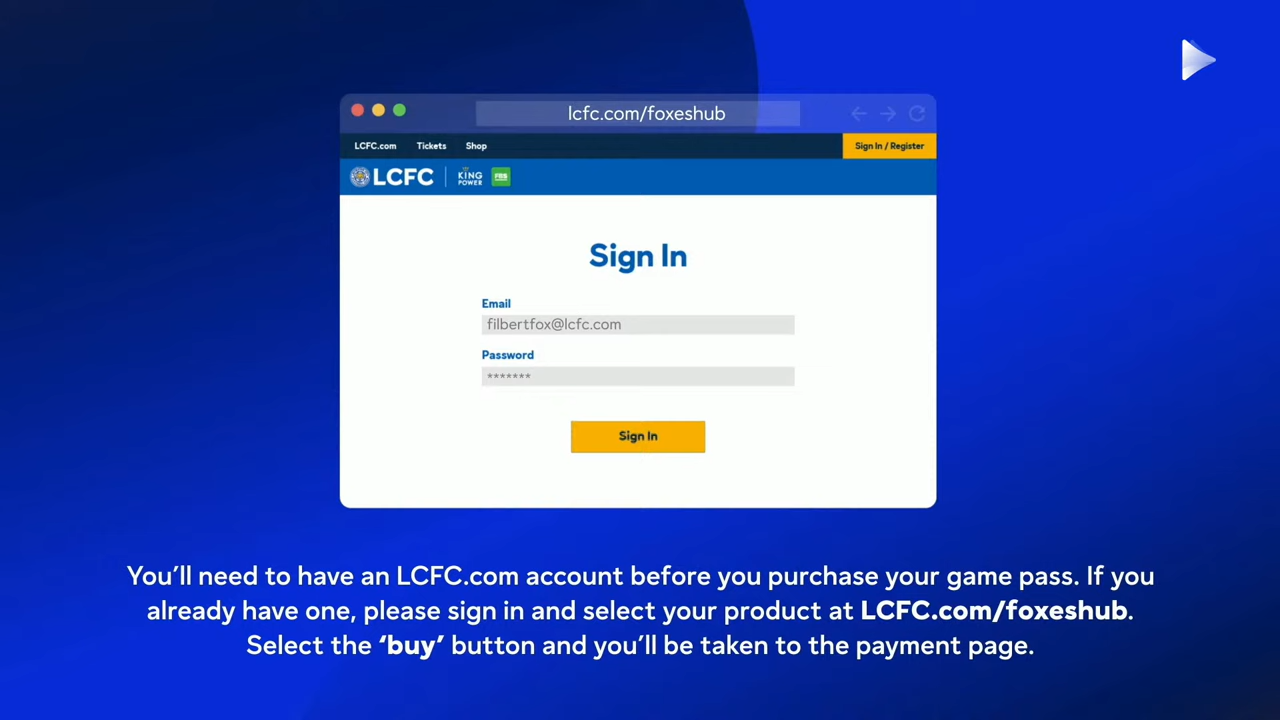 lcfc.com/foxeshub
LCFC.com Tickets Shop Sign In / Register
LCFC KING POWER FBS
Sign In
Email
filbertfox@lcfc.com
Password
*******
Sign In
You’ll need to have an LCFC.com account before you purchase your game pass. If you
already have one, please sign in and select your product at LCFC.com/foxeshub.
Select the ‘buy’ button and you’ll be taken to the payment page.